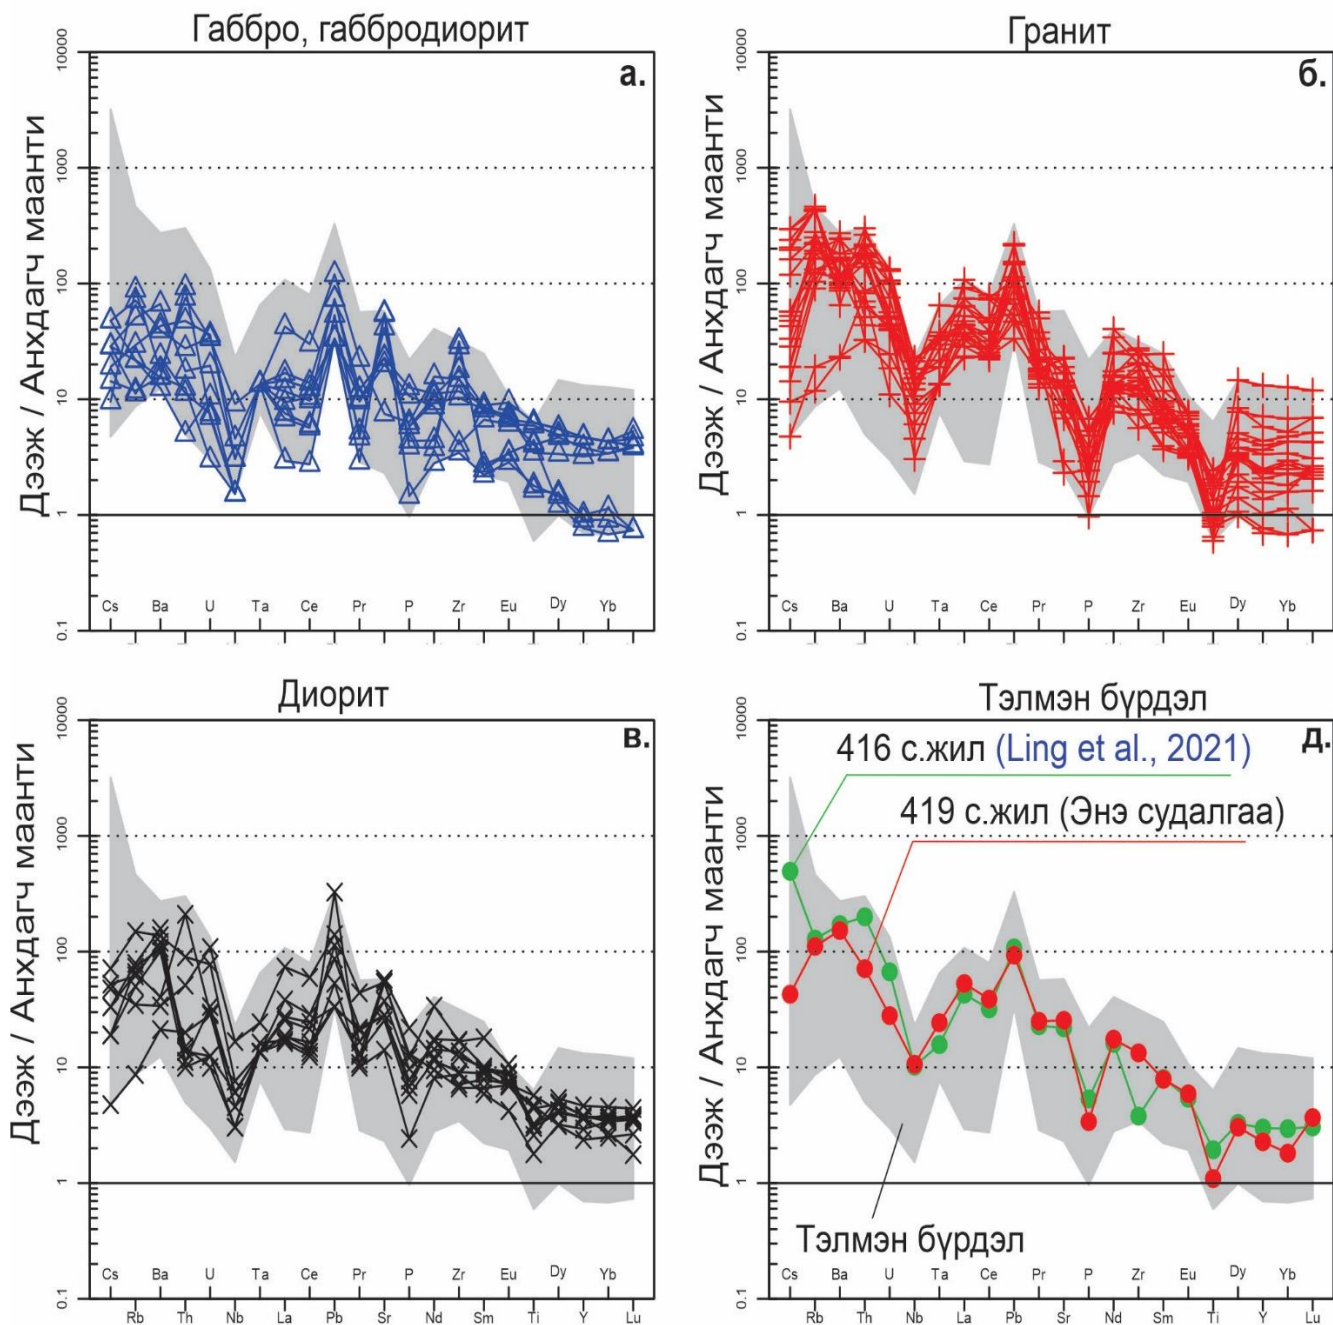 Габбро, габбродиорит
а.
Дээж / Анхдагч маанти
10000
1000
100
10
1
0.1
Cs Ba U Ta Ce Pr P Zr Eu Dy Yb
Гранит
б.
Дээж / Анхдагч маанти
10000
1000
100
10
1
0.1
Cs Ba U Ta Ce Pr P Zr Eu Dy Yb
Диорит
в.
Дээж / Анхдагч маанти
10000
1000
100
10
1
0.1
Cs Ba U Ta Ce Pr P Zr Eu Dy Yb
Rb Th Nb La Pb Sr Nd Sm Ti Y Lu
Тэлмэн бүрдэл
д.
416 с.жил (Ling et al., 2021)
419 с.жил (Энэ судалгаа)
Тэлмэн бүрдэл
Дээж / Анхдагч маанти
10000
1000
100
10
1
0.1
Cs Ba U Ta Ce Pr P Zr Eu Dy Yb
Rb Th Nb La Pb Sr Nd Sm Ti Y Lu